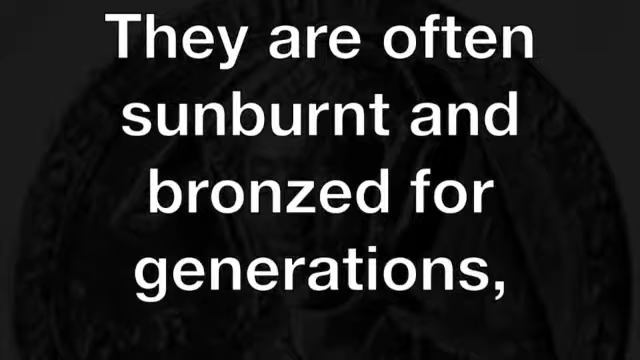 They are often
sunburnt and
bronzed for
generations,